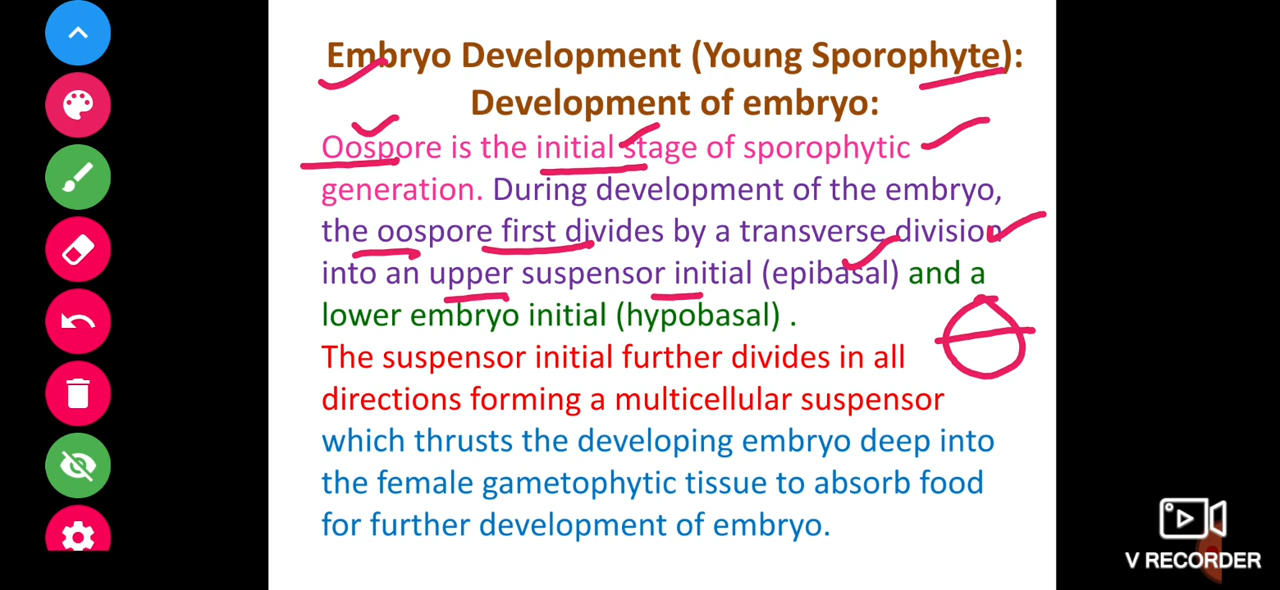 Embryo Development (Young Sporophyte):
Development of embryo:
Oospore is the initial stage of sporophytic
generation. During development of the embryo,
the oospore first divides by a transverse division
into an upper suspensor initial (epibasal) and a
lower embryo initial (hypobasal) .
The suspensor initial further divides in all
directions forming a multicellular suspensor
which thrusts the developing embryo deep into
the female gametophytic tissue to absorb food
for further development of embryo.
V RECORDER